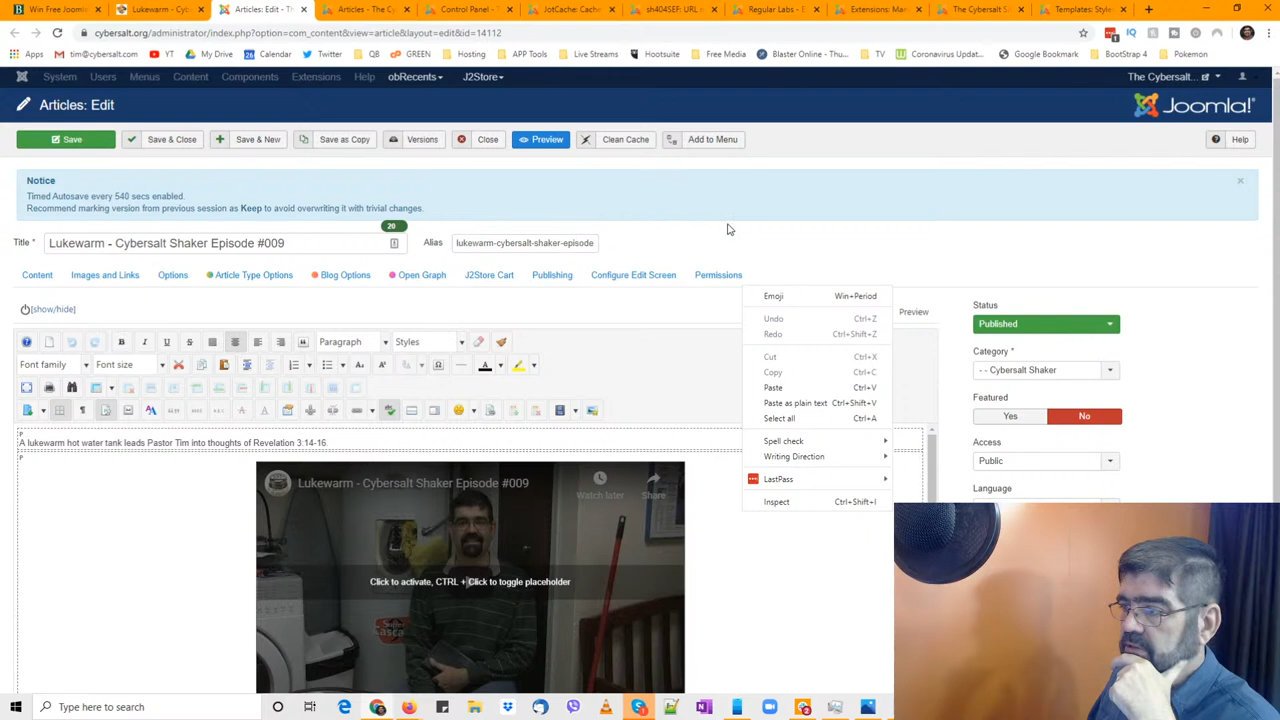 Win Free Joomla!
Lukewarm - Cybe
Articles: Edit - Th
Articles - The Cy
Control Panel - T
JotCache: Cache
sh404SEF: URL m
Regular Labs - E
Extensions: Man
The Cybersalt S
Templates: Style
cybersalt.org/administrator/index.php?option=com_content&view=article&layout=edit&id=14112
Apps tim@cybersalt.com YT My Drive Calendar Twitter QB GREEN Hosting APP Tools Live Streams Hootsuite Free Media Blaster Online - Thu TV Coronavirus Updat... Google Bookmark BootStrap 4 Pokemon
System Users Menus Content Components Extensions Help obRecents J2Store The Cybersalt...
Articles: Edit
Joomla!
Save Save & Close Save & New Save as Copy Versions Close Preview Clean Cache Add to Menu Help
Notice
Timed Autosave every 540 secs enabled.
Recommend marking version from previous session as Keep to avoid overwriting it with trivial changes.
20
Title * Lukewarm - Cybersalt Shaker Episode #009 Alias lukewarm-cybersalt-shaker-episode
Content Images and Links Options Article Type Options Blog Options Open Graph J2Store Cart Publishing Configure Edit Screen Permissions
[show/hide]
Preview
Paragraph Styles
Font family Font size
Emoji Win+Period
Undo Ctrl+Z
Redo Ctrl+Shift+Z
Cut Ctrl+X
Copy Ctrl+C
Paste Ctrl+V
Paste as plain text Ctrl+Shift+V
Select all Ctrl+A
Spell check
Writing Direction
LastPass
Inspect Ctrl+Shift+I
Status
Published
Category *
- - Cybersalt Shaker
Featured
Yes No
Access
Public
Language
A lukewarm hot water tank leads Pastor Tim into thoughts of Revelation 3:14-16.
Lukewarm - Cybersalt Shaker Episode #009
Watch later Share
Click to activate, CTRL + Click to toggle placeholder
Type here to search